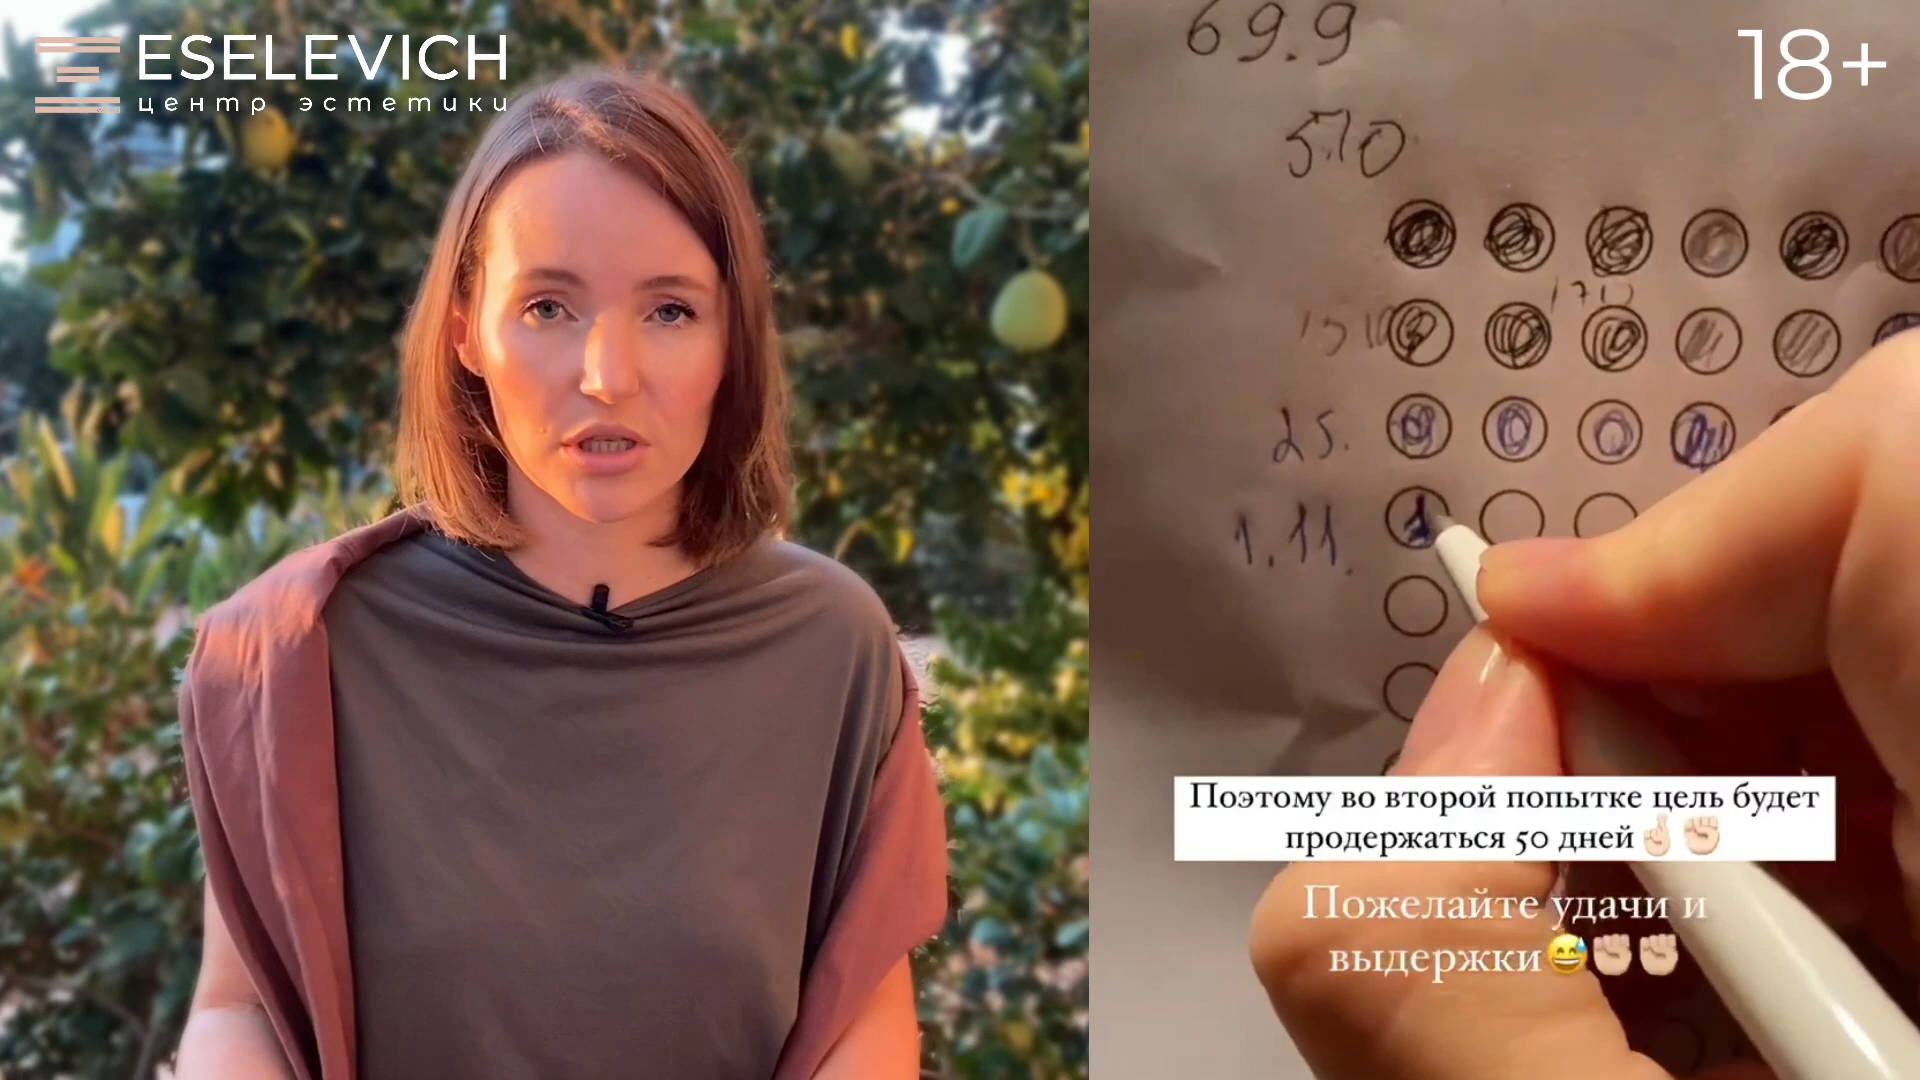 ESELEVICH
центр эстетики
18+
69.9
5.10
15 10
17 12
25.
1.11.
Поэтому во второй попытке цель будет
продержаться 50 дней🤞🏻✊🏻
Пожелайте удачи и
выдержки😅✊🏻✊🏻